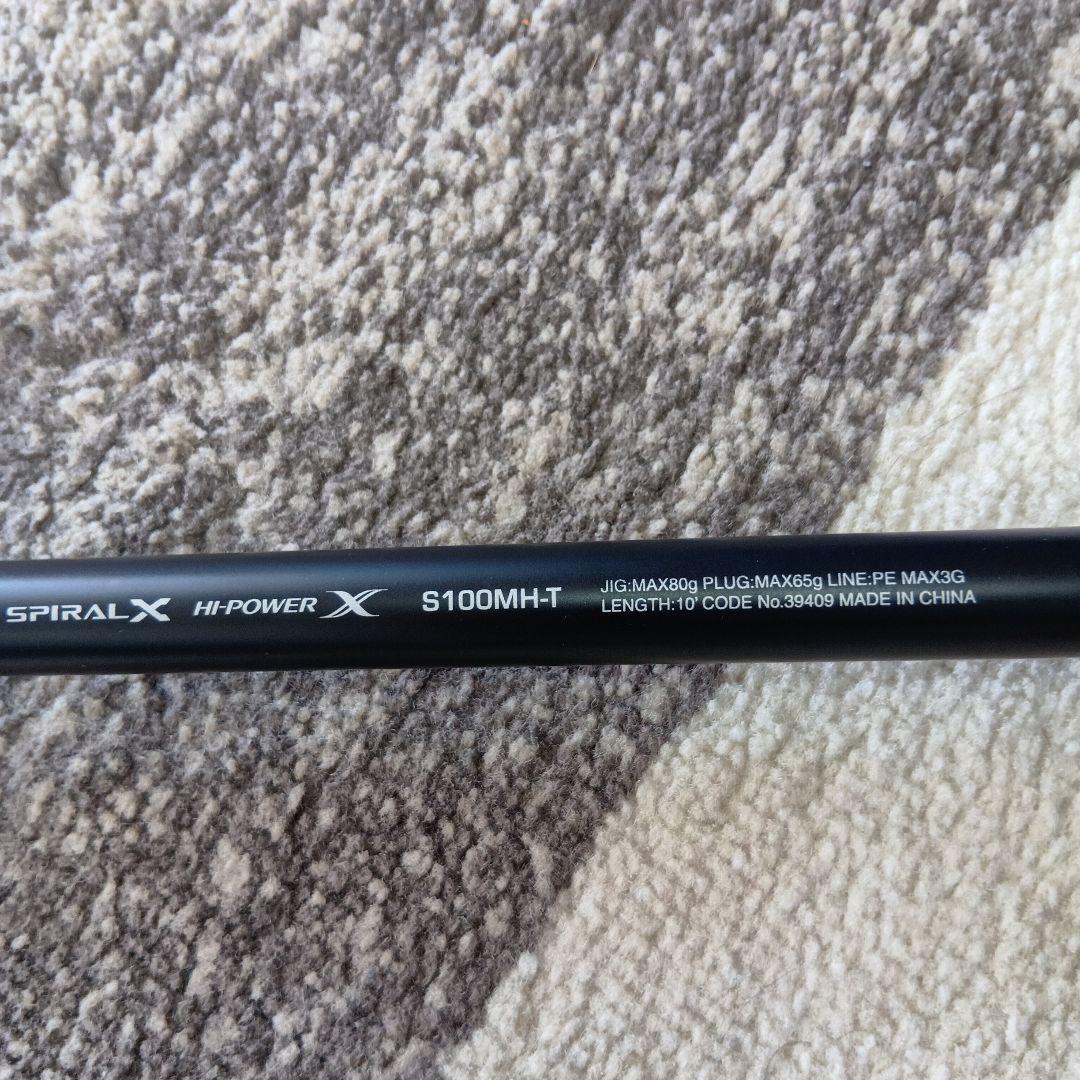 SPIRAL X HI-POWER X S100MH-T
JIG:MAX80g PLUG:MAX65g LINE:PE MAX3G
LENGTH:10' CODE No.39409 MADE IN CHINA